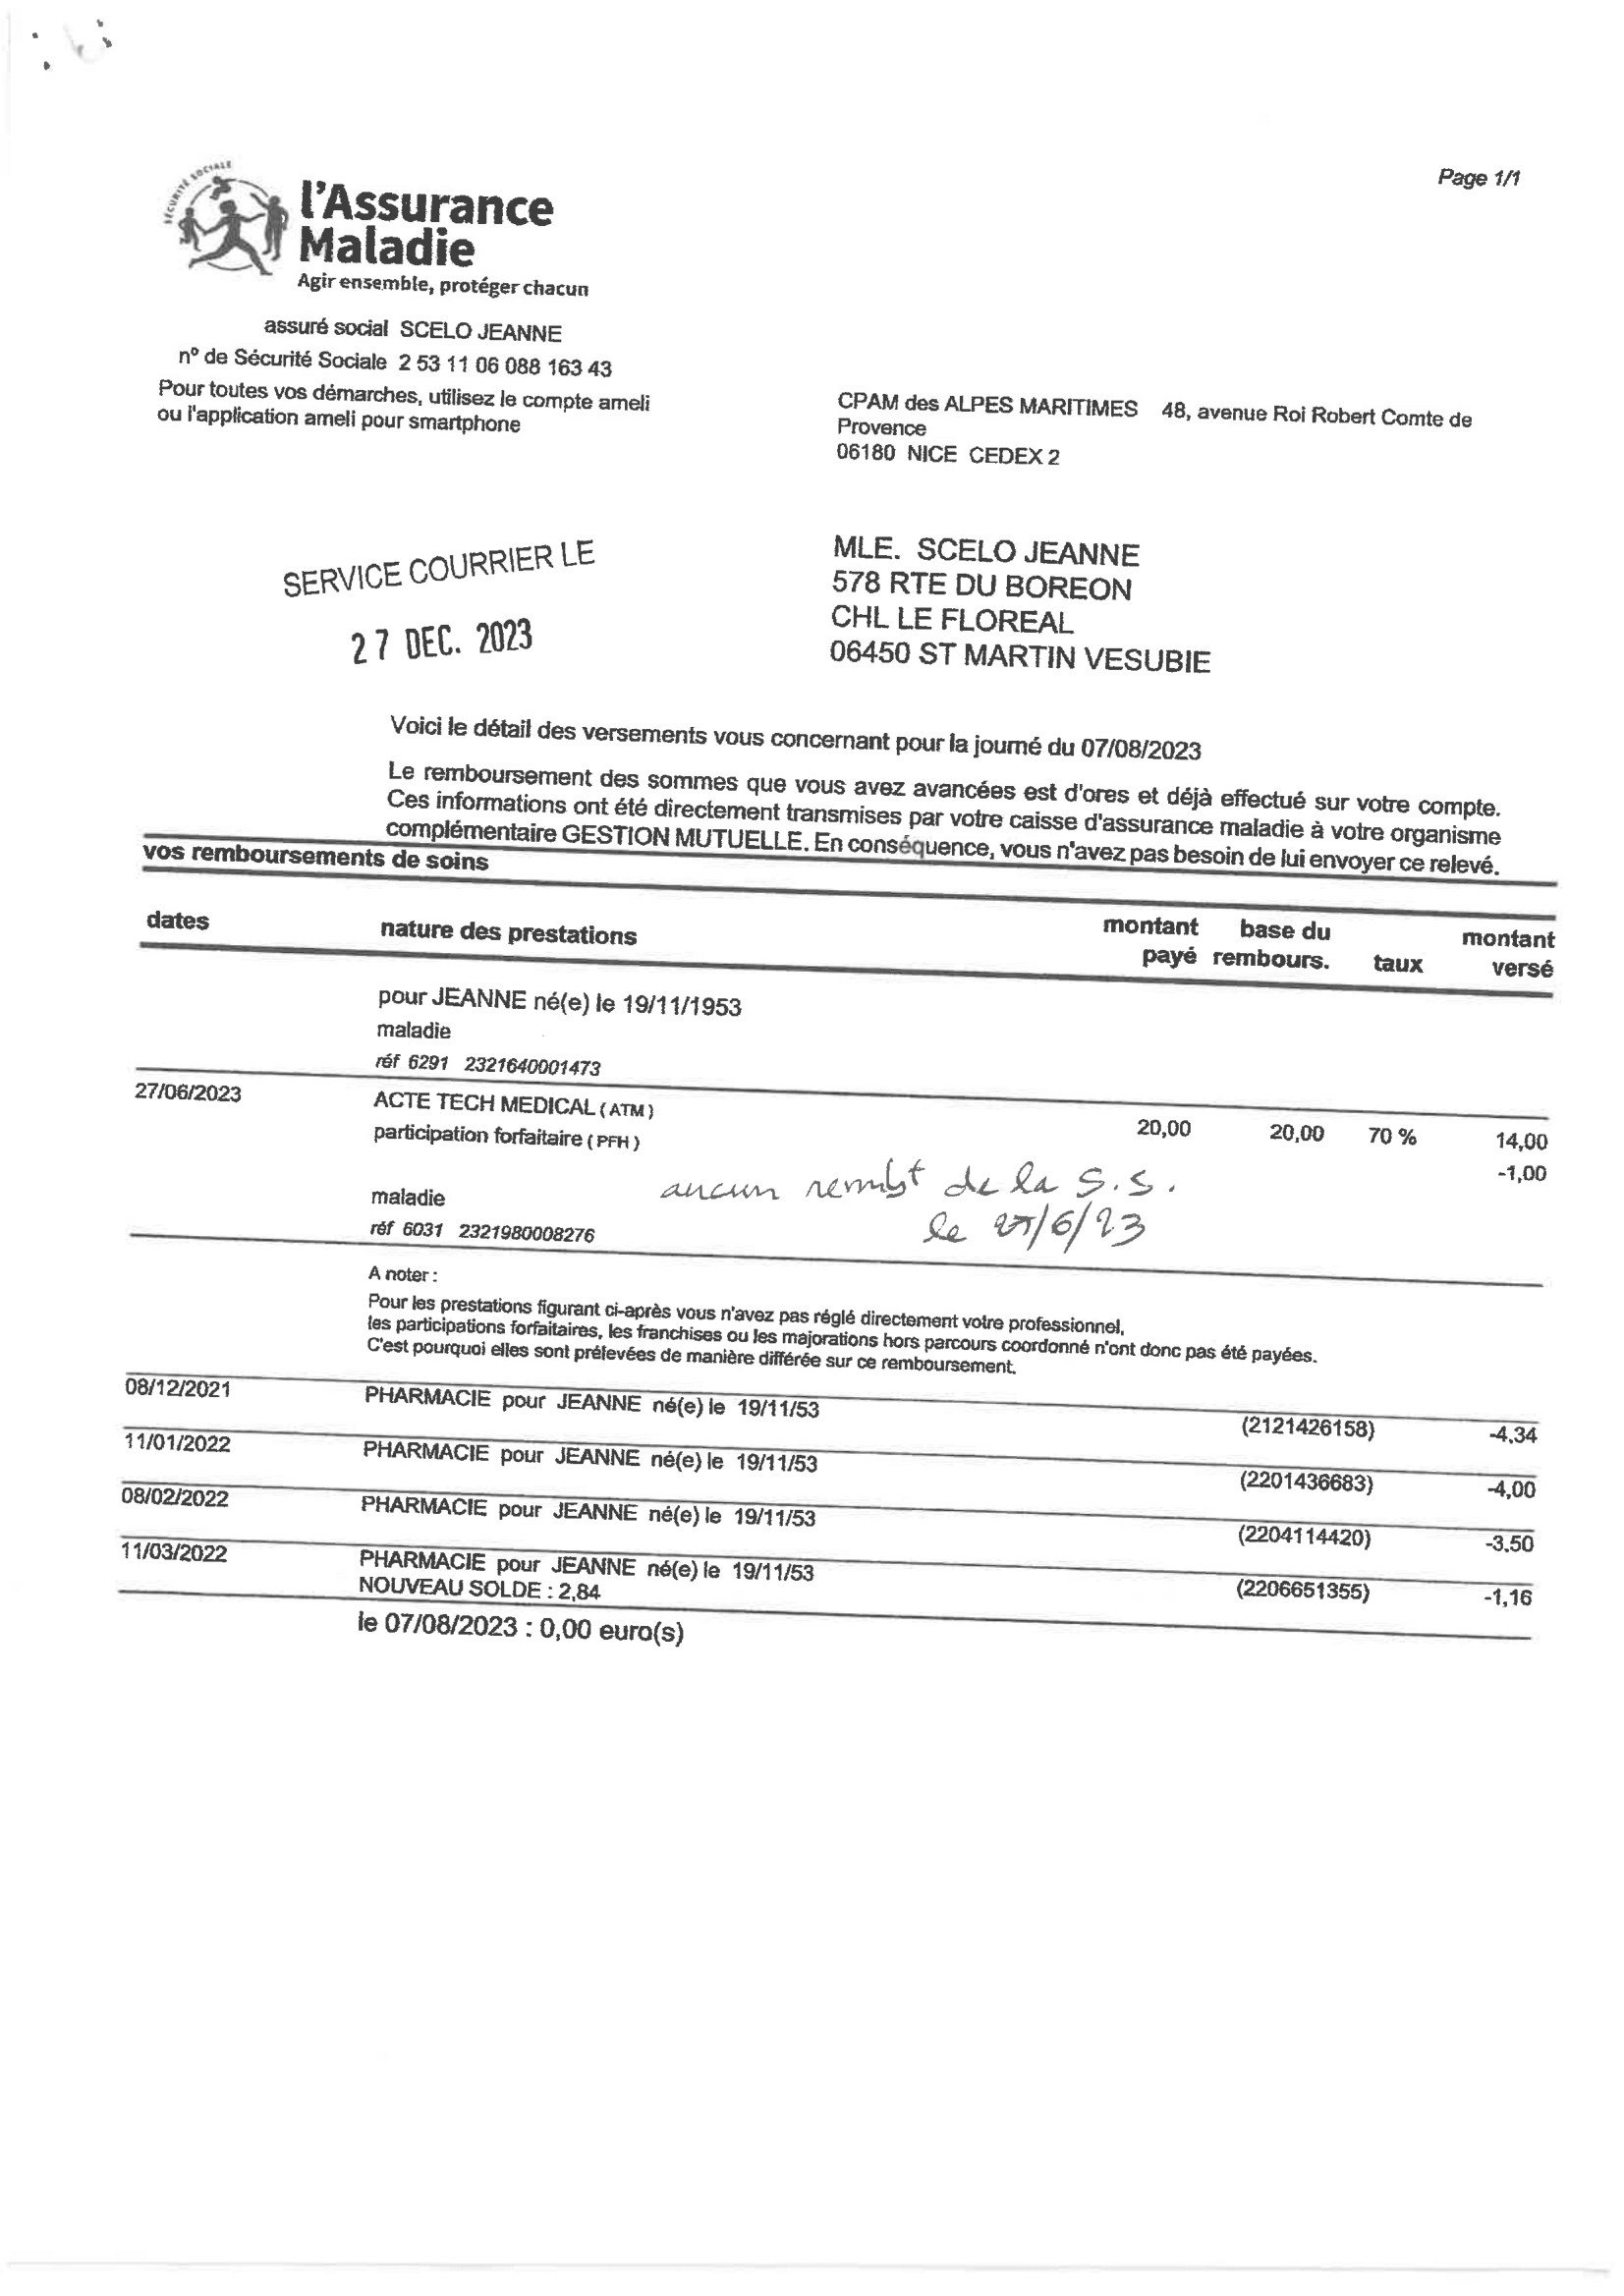 Page 1/1
SÉCURITÉ SOCIALE
l'Assurance
Maladie
Agir ensemble, protéger chacun
assuré social SCELO JEANNE
n° de Sécurité Sociale 2 53 11 06 088 163 43
Pour toutes vos démarches, utilisez le compte ameli
ou l'application ameli pour smartphone
CPAM des ALPES MARITIMES 48, avenue Roi Robert Comte de
Provence
06180 NICE CEDEX 2
SERVICE COURRIER LE
27 DEC. 2023
MLE. SCELO JEANNE
578 RTE DU BOREON
CHL LE FLOREAL
06450 ST MARTIN VESUBIE
Voici le détail des versements vous concernant pour la journé du 07/08/2023
Le remboursement des sommes que vous avez avancées est d'ores et déjà effectué sur votre compte.
Ces informations ont été directement transmises par votre caisse d'assurance maladie à votre organisme
complémentaire GESTION MUTUELLE. En conséquence, vous n'avez pas besoin de lui envoyer ce relevé.
vos remboursements de soins
dates nature des prestations montant payé base du rembours. taux montant versé
pour JEANNE né(e) le 19/11/1953
maladie
réf 6291 2321640001473
27/06/2023 ACTE TECH MEDICAL ( ATM ) 20,00 20,00 70 % 14,00
participation forfaitaire ( PFH ) -1,00
aucun rembst de la S.S.
le 27/6/23
maladie
réf 6031 2321980008276
A noter :
Pour les prestations figurant ci-après vous n'avez pas réglé directement votre professionnel,
les participations forfaitaires, les franchises ou les majorations hors parcours coordonné n'ont donc pas été payées.
C'est pourquoi elles sont prélevées de manière différée sur ce remboursement.
08/12/2021 PHARMACIE pour JEANNE né(e) le 19/11/53 (2121426158) -4,34
11/01/2022 PHARMACIE pour JEANNE né(e) le 19/11/53 (2201436683) -4,00
08/02/2022 PHARMACIE pour JEANNE né(e) le 19/11/53 (2204114420) -3.50
11/03/2022 PHARMACIE pour JEANNE né(e) le 19/11/53 (2206651355) -1,16
NOUVEAU SOLDE : 2,84
le 07/08/2023 : 0,00 euro(s)